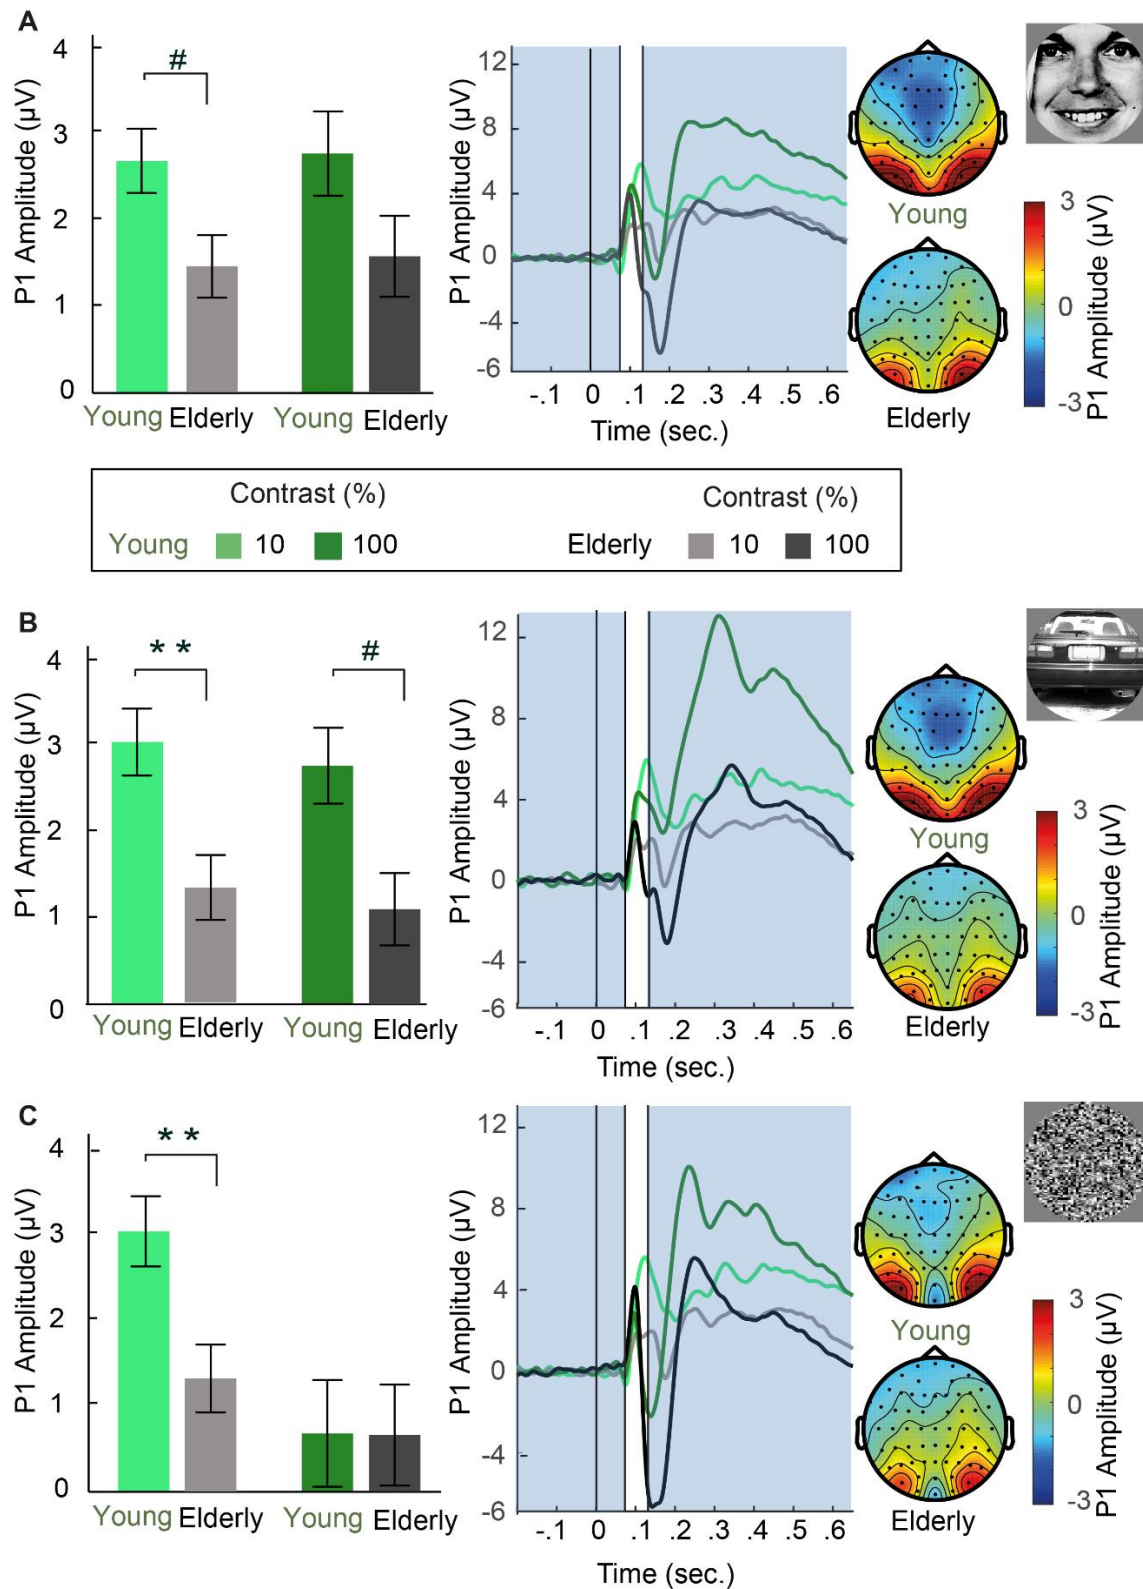 A
4
3
2
1
0
P1 Amplitude (µV)
#
Young Elderly Young Elderly
12
8
4
0
-4
-6
P1 Amplitude (µV)
-.1 0 .1 .2 .3 .4 .5 .6
Time (sec.)
Young
Elderly
3
0
-3
P1 Amplitude (µV)
Contrast (%) Contrast (%)
Young 10 100 Elderly 10 100
B
4
3
2
1
0
P1 Amplitude (µV)
* *
#
Young Elderly Young Elderly
12
8
4
0
-4
-6
P1 Amplitude (µV)
-.1 0 .1 .2 .3 .4 .5 .6
Time (sec.)
Young
Elderly
3
0
-3
P1 Amplitude (µV)
C
4
3
2
1
0
P1 Amplitude (µV)
* *
Young Elderly Young Elderly
12
8
4
0
-4
-6
P1 Amplitude (µV)
-.1 0 .1 .2 .3 .4 .5 .6
Time (sec.)
Young
Elderly
3
0
-3
P1 Amplitude (µV)